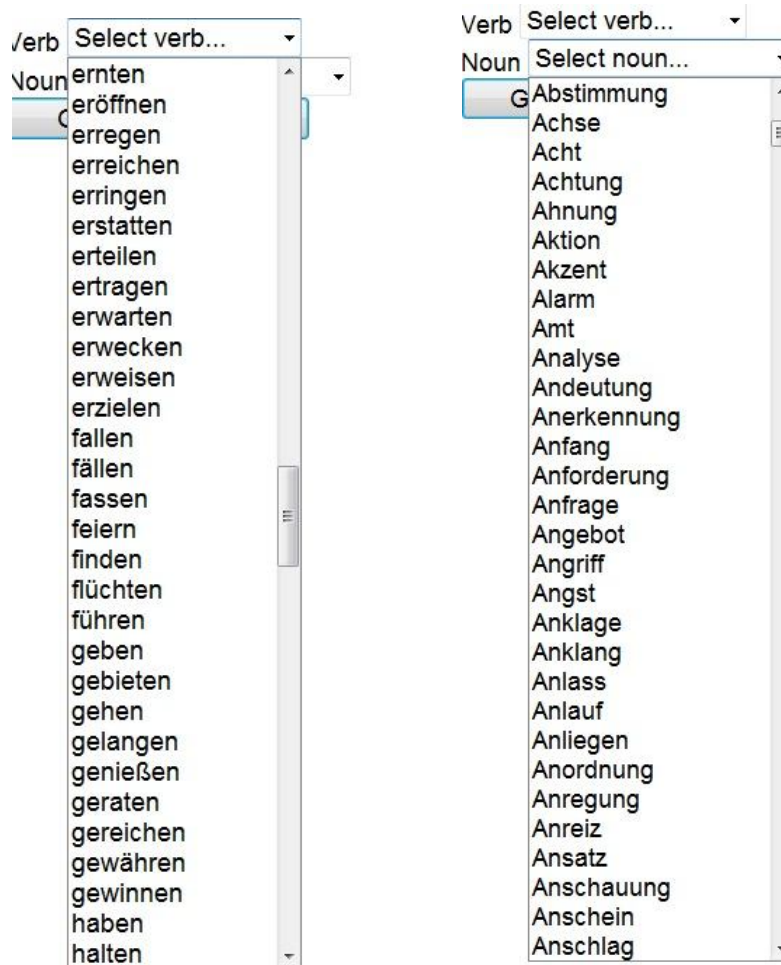 Verb Select verb...
Noun
ernten
eröffnen
erregen
erreichen
erringen
erstatten
erteilen
ertragen
erwarten
erwecken
erweisen
erzielen
fallen
fällen
fassen
feiern
finden
flüchten
führen
geben
gebieten
gehen
gelangen
genießen
geraten
gereichen
gewähren
gewinnen
haben
halten
Verb Select verb...
Noun Select noun...
G
Abstimmung
Achse
Acht
Achtung
Ahnung
Aktion
Akzent
Alarm
Amt
Analyse
Andeutung
Anerkennung
Anfang
Anforderung
Anfrage
Angebot
Angriff
Angst
Anklage
Anklang
Anlass
Anlauf
Anliegen
Anordnung
Anregung
Anreiz
Ansatz
Anschauung
Anschein
Anschlag